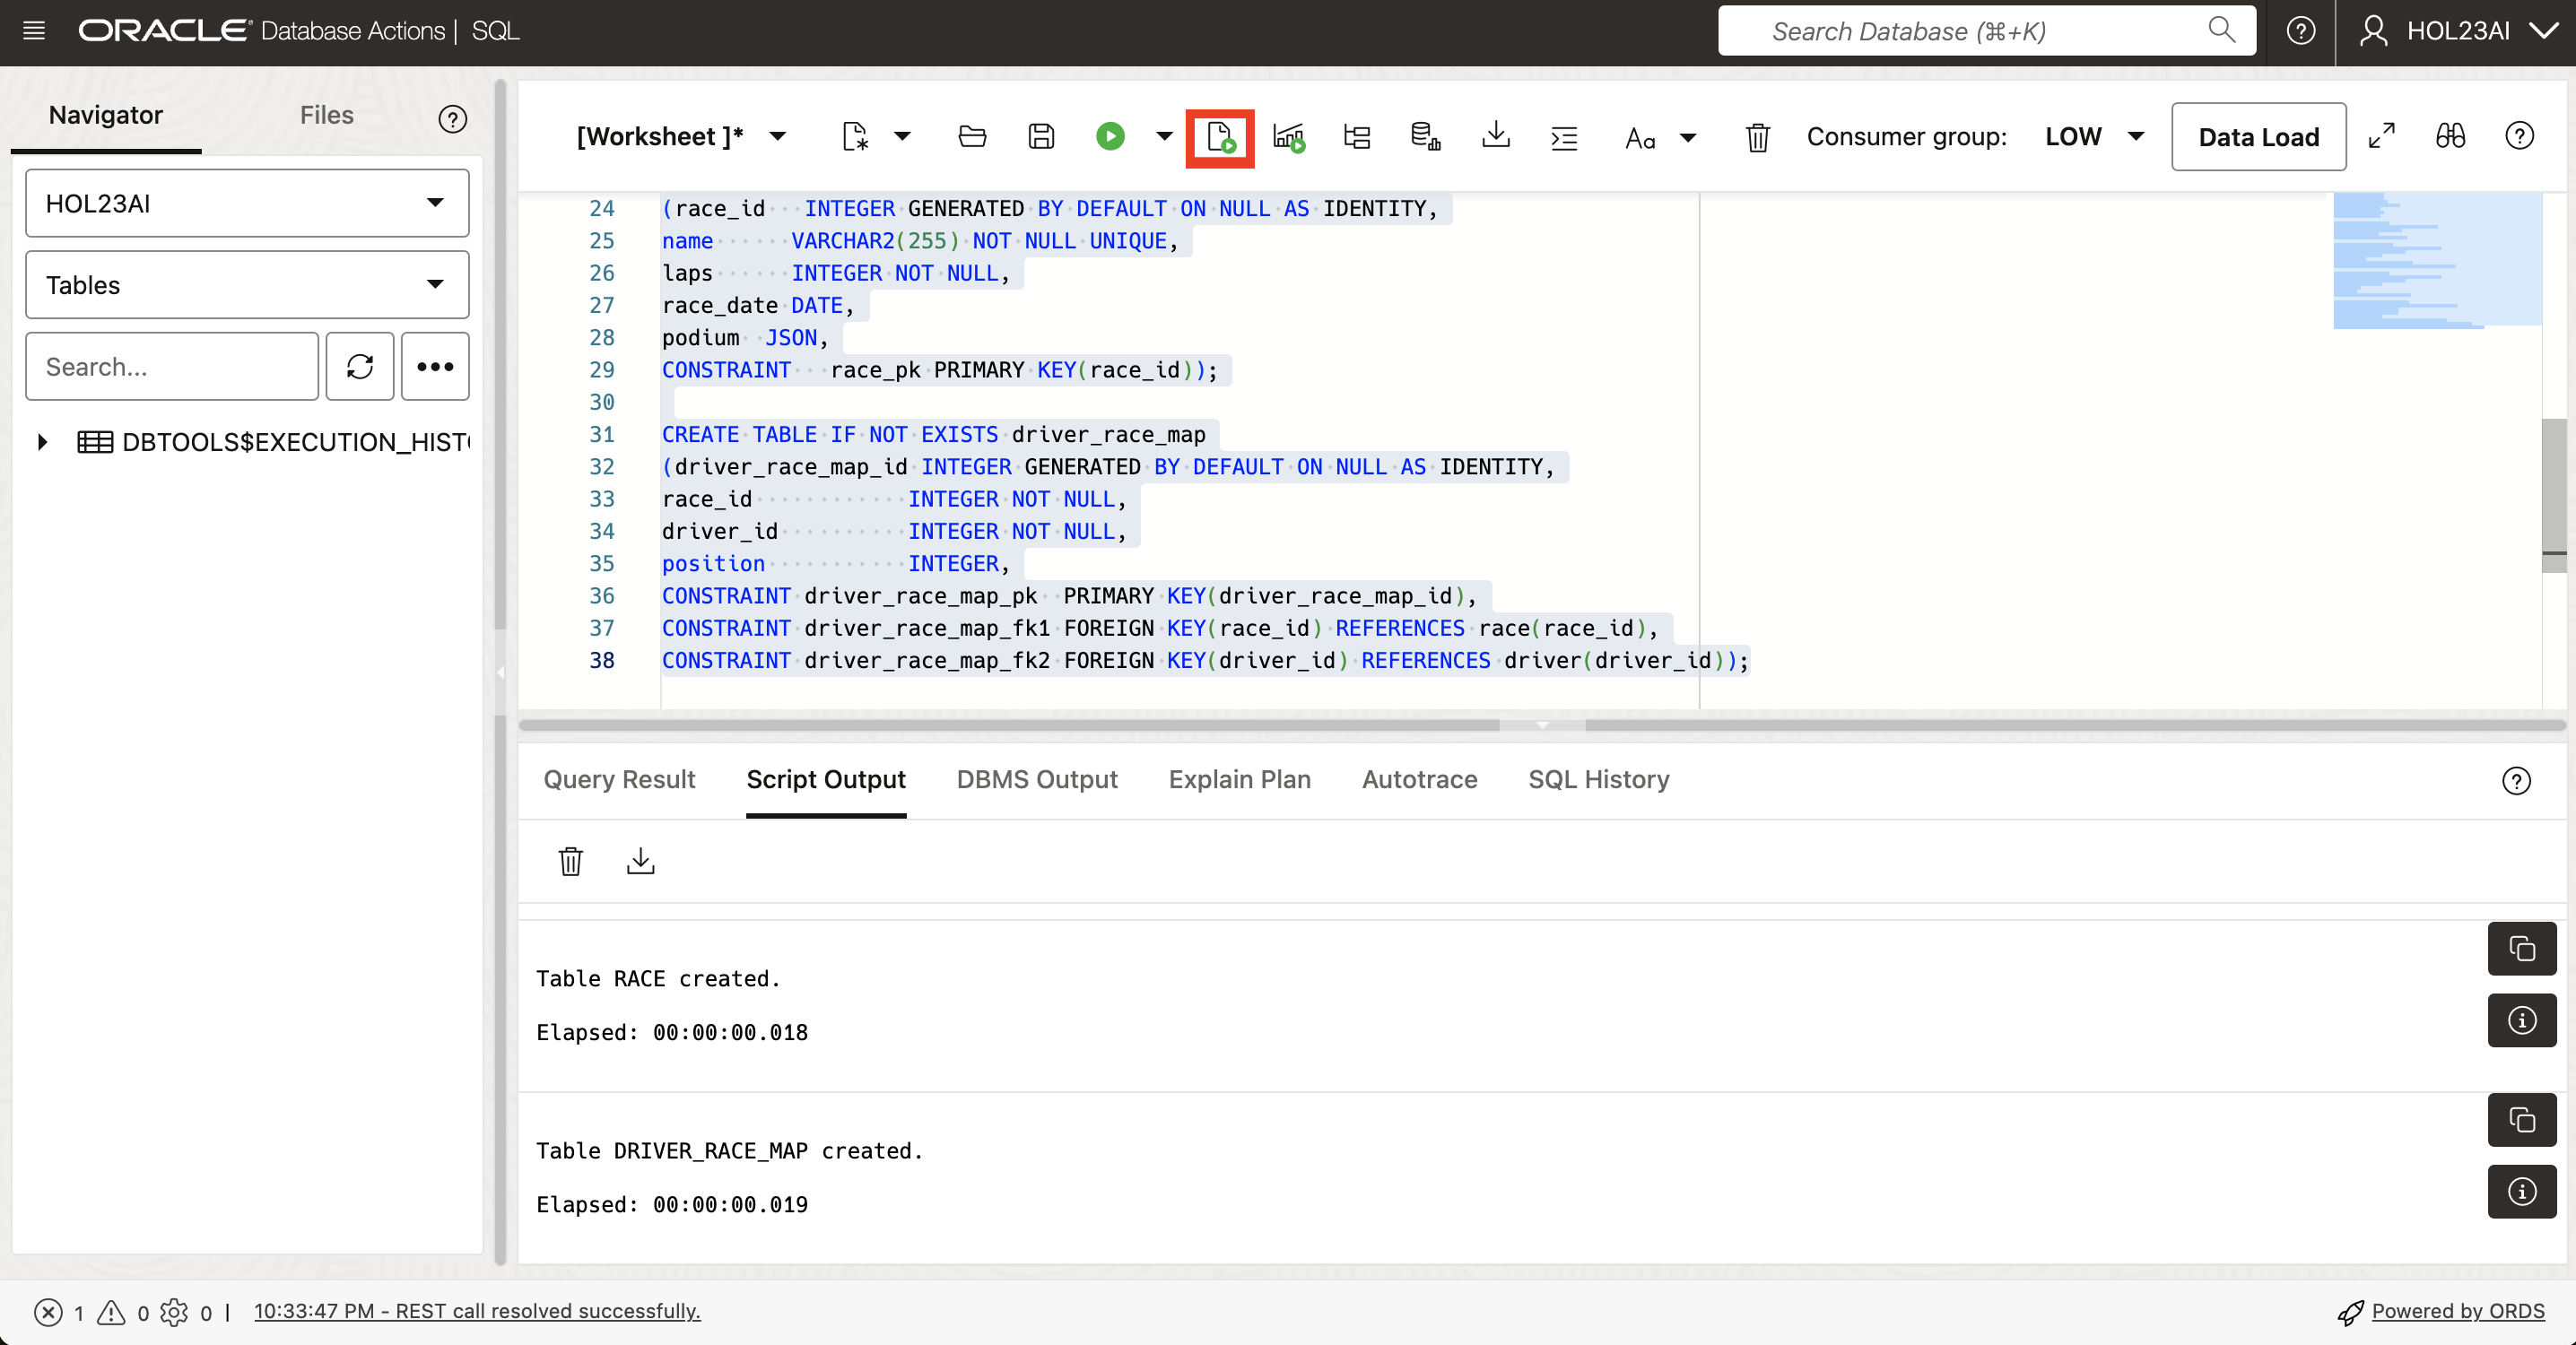 ORACLE Database Actions | SQL
Search Database (⌘+K)
HOL23AI
Navigator
Files
HOL23AI
Tables
Search...
DBTOOLS$EXECUTION_HIST
[Worksheet ]*
Aa
Consumer group:
LOW
Data Load
24 (race_id   INTEGER GENERATED BY DEFAULT ON NULL AS IDENTITY,
25 name      VARCHAR2(255) NOT NULL UNIQUE,
26 laps      INTEGER NOT NULL,
27 race_date DATE,
28 podium  JSON,
29 CONSTRAINT   race_pk PRIMARY KEY(race_id));
30
31 CREATE TABLE IF NOT EXISTS driver_race_map
32 (driver_race_map_id INTEGER GENERATED BY DEFAULT ON NULL AS IDENTITY,
33 race_id            INTEGER NOT NULL,
34 driver_id          INTEGER NOT NULL,
35 position           INTEGER,
36 CONSTRAINT driver_race_map_pk  PRIMARY KEY(driver_race_map_id),
37 CONSTRAINT driver_race_map_fk1 FOREIGN KEY(race_id) REFERENCES race(race_id),
38 CONSTRAINT driver_race_map_fk2 FOREIGN KEY(driver_id) REFERENCES driver(driver_id));
Query Result
Script Output
DBMS Output
Explain Plan
Autotrace
SQL History
Table RACE created.
Elapsed: 00:00:00.018
Table DRIVER_RACE_MAP created.
Elapsed: 00:00:00.019
1 0 0 | 10:33:47 PM - REST call resolved successfully.
Powered by ORDS